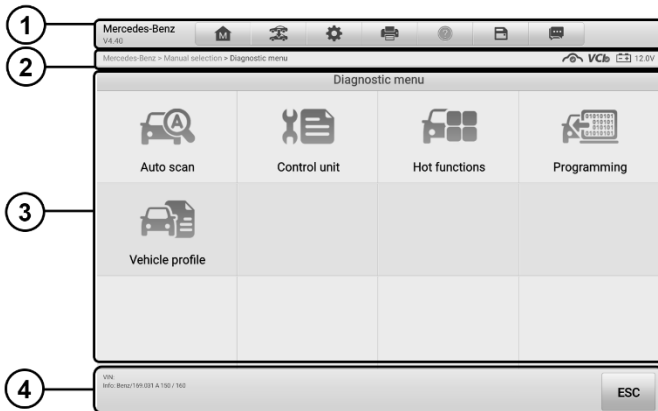 1
Mercedes-Benz
V4.40
M
2
Mercedes-Benz > Manual selection > Diagnostic menu
VCI 12.0V
Diagnostic menu
3
A
Auto scan
Control unit
Hot functions
Programming
Vehicle profile
4
VIN:
Info: Benz/169.031 A 150 / 160
ESC